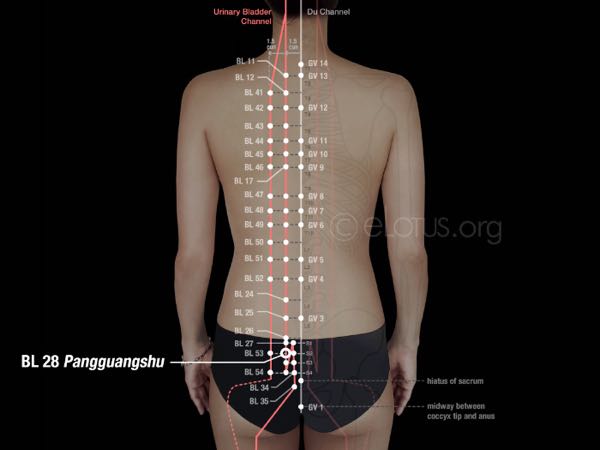 Urinary Bladder
Channel
Du Channel
1.5
cun
1.5
cun
BL 11
GV 14
GV 13
BL 12
BL 41
BL 42
GV 12
BL 43
BL 44
GV 11
BL 45
GV 10
BL 46
GV 9
BL 17
BL 47
GV 8
BL 48
GV 7
BL 49
GV 6
© eLOTUS.org
BL 50
BL 51
GV 5
BL 52
GV 4
BL 24
BL 25
GV 3
BL 26
BL 27
S1
BL 53
S2
BL 28 Pangguangshu
S3
BL 54
S4
hiatus of sacrum
BL 34
BL 35
GV 1
midway between
coccyx tip and anus